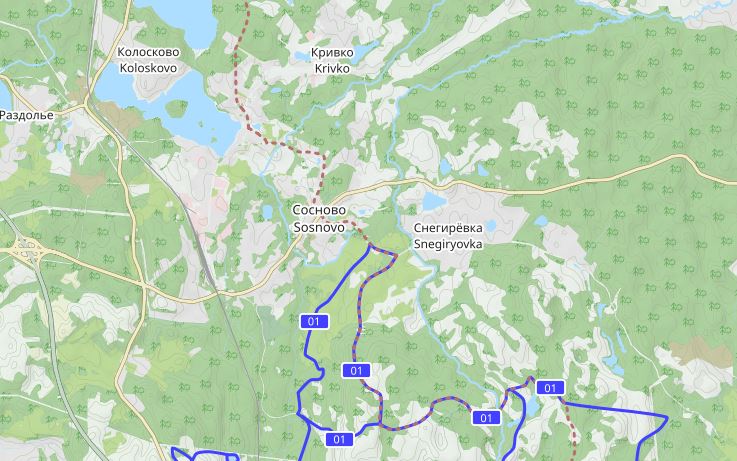 Колосково
Koloskovo
Кривко
Krivko
Раздолье
Сосново
Sosnovo
Снегирёвка
Snegiryovka
01
01
01
01
01